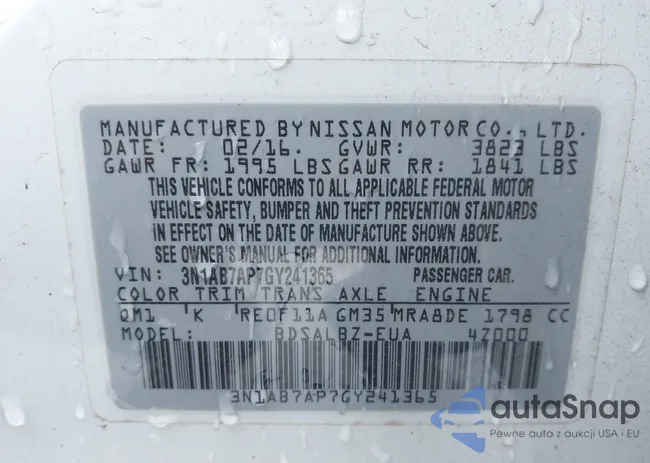 MANUFACTURED BY NISSAN MOTOR CO., LTD.
DATE: 02/16. GVWR: 3823 LBS
GAWR FR: 1995 LBS GAWR RR: 1841 LBS
THIS VEHICLE CONFORMS TO ALL APPLICABLE FEDERAL MOTOR
VEHICLE SAFETY, BUMPER AND THEFT PREVENTION STANDARDS
IN EFFECT ON THE DATE OF MANUFACTURE SHOWN ABOVE.
SEE OWNER'S MANUAL FOR ADDITIONAL INFORMATION.
VIN: 3N1AB7AP7GY241365 PASSENGER CAR.
COLOR TRIM TRANS AXLE ENGINE
QM1 'K 'RE0F11A GM35 MRA8DE 1798 CC
MODEL: BDSALBZ-EUA 4Z000
3N1AB7AP7GY241365
autaSnap
Pewne auta z aukcji USA i EU